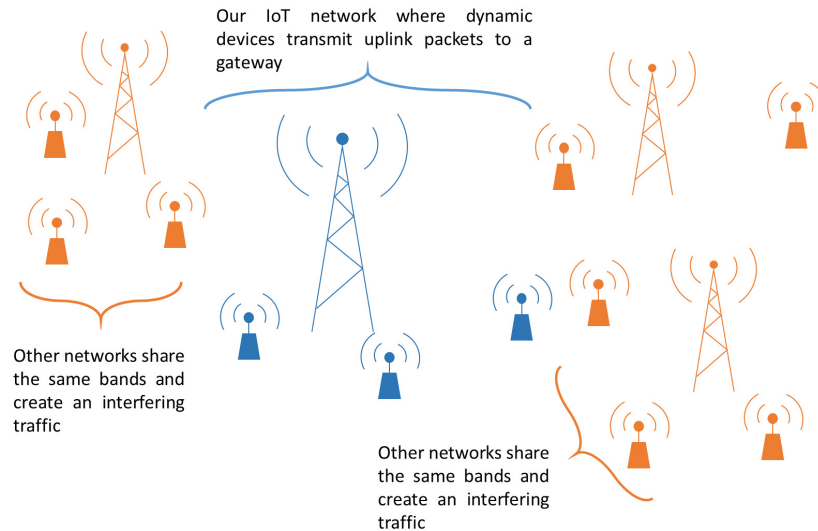 Our IoT network where dynamic
devices transmit uplink packets to a
gateway
Other networks share
the same bands and
create an interfering
traffic
Other networks share
the same bands and
create an interfering
traffic